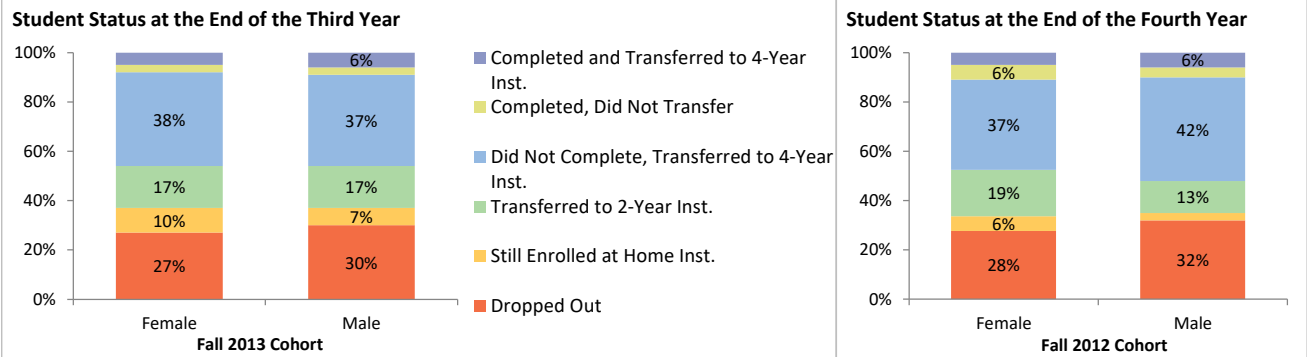 Student Status at the End of the Third Year
100%
80%
60%
40%
20%
0%
38%
17%
10%
27%
6%
37%
17%
7%
30%
Female
Male
Fall 2013 Cohort
Completed and Transferred to 4-Year
Inst.
Completed, Did Not Transfer
Did Not Complete, Transferred to 4-Year
Inst.
Transferred to 2-Year Inst.
Still Enrolled at Home Inst.
Dropped Out
Student Status at the End of the Fourth Year
100%
80%
60%
40%
20%
0%
6%
37%
19%
6%
28%
6%
42%
13%
32%
Female
Male
Fall 2012 Cohort